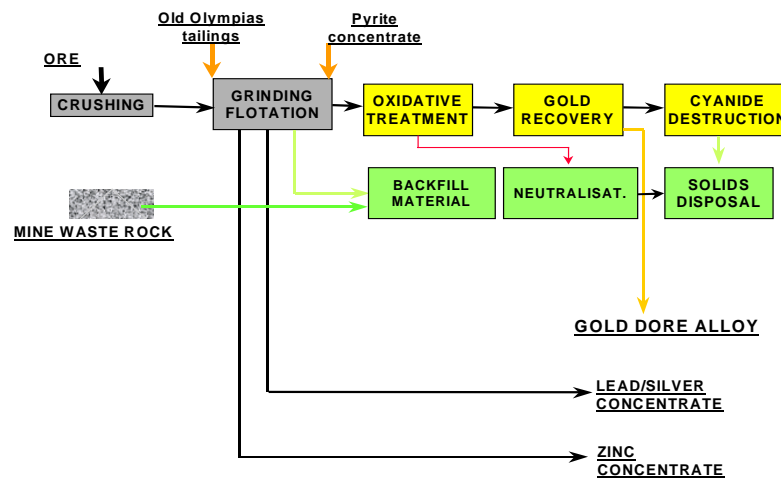 Old Olympias
tailings
Pyrite
concentrate
ORE
CRUSHING
GRINDING
FLOTATION
OXIDATIVE
TREATMENT
GOLD
RECOVERY
CYANIDE
DESTRUCTION
BACKFILL
MATERIAL
NEUTRALISAT.
SOLIDS
DISPOSAL
MINE WASTE ROCK
GOLD DORE ALLOY
LEAD/SILVER
CONCENTRATE
ZINC
CONCENTRATE